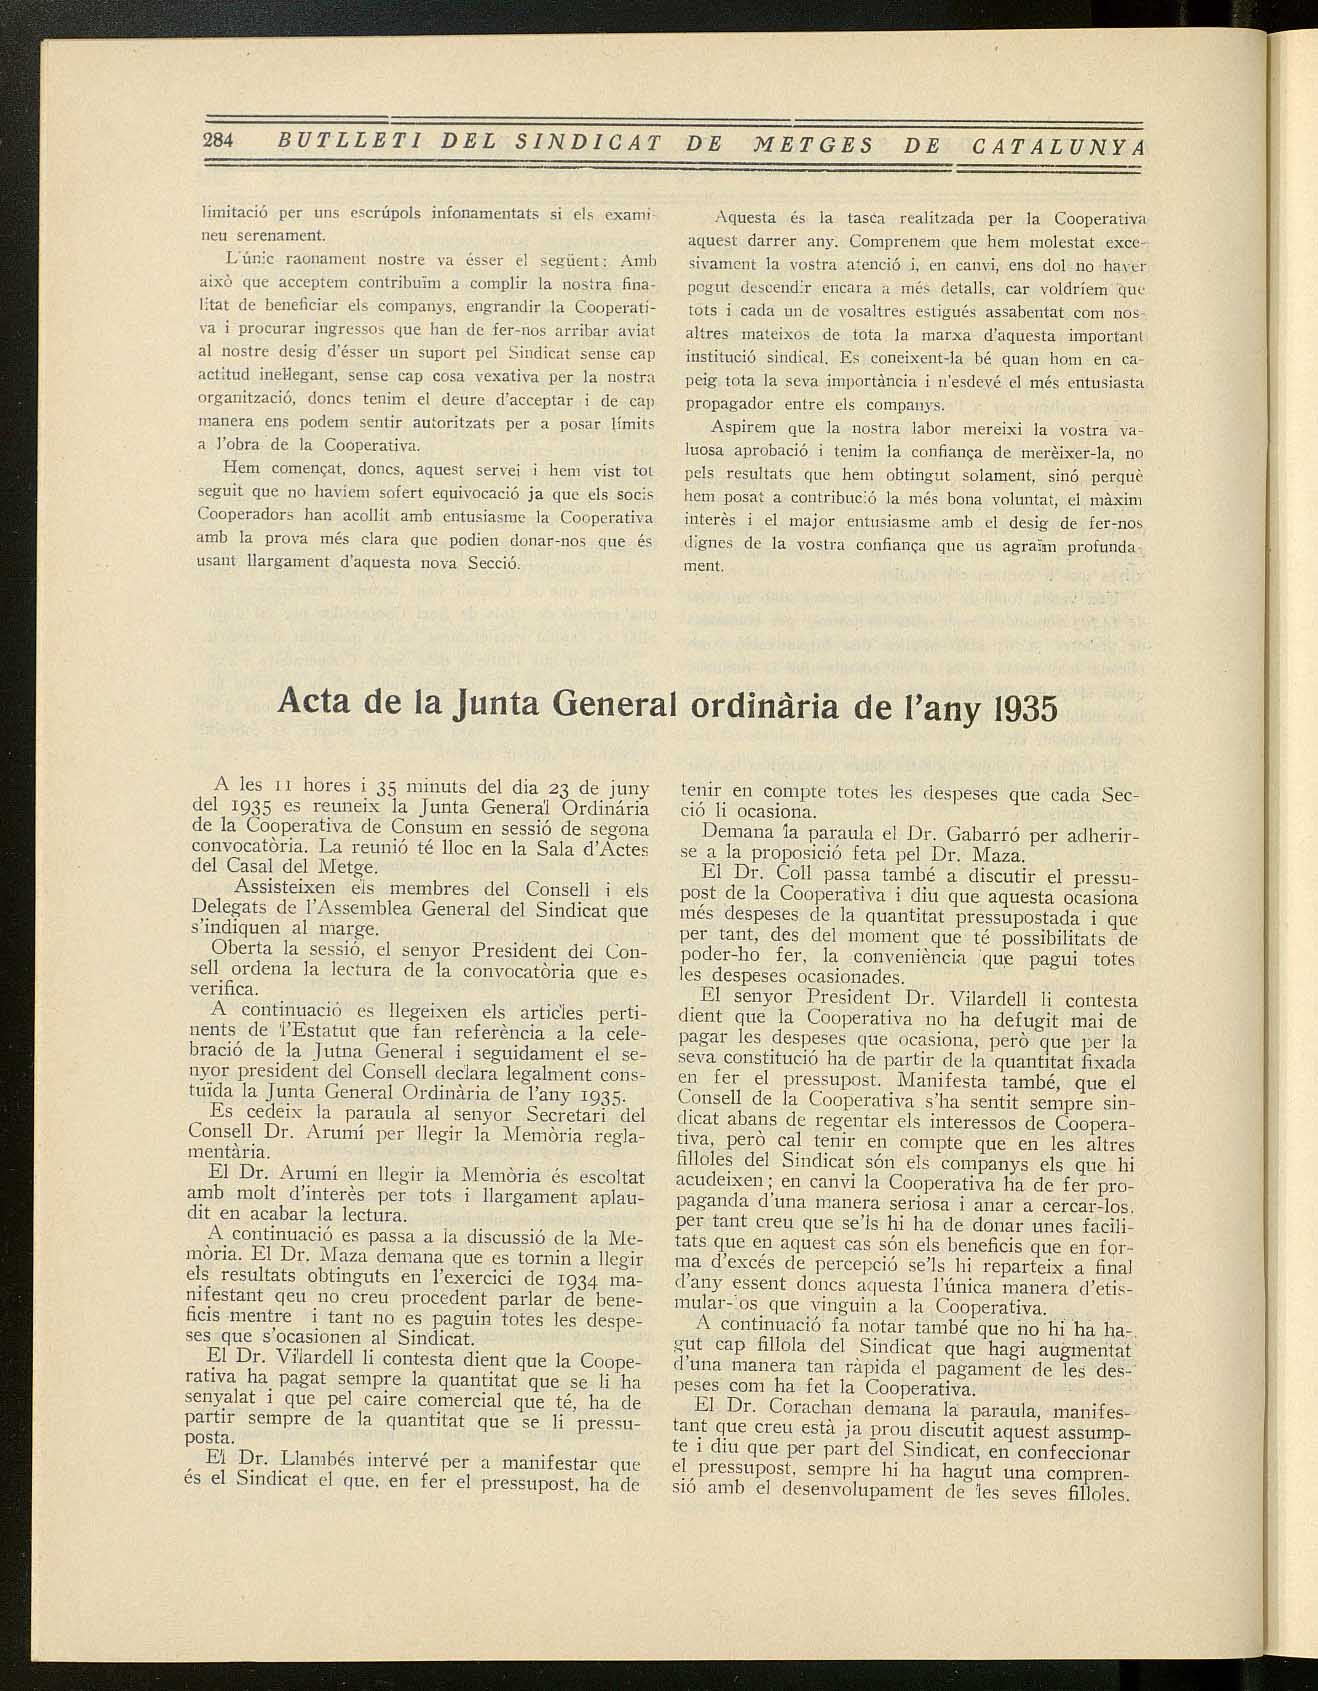 284 BUTLLETI DEL SINDICAT DE METGES DE CATALUNYA
limitació per uns escrúpols infonamentats si els exami-
neu serenament.
L'únic raonament nostre va ésser el següent: Amb
això que acceptem contribuïm a complir la nostra fina-
litat de beneficiar els companys, engrandir la Cooperati-
va i procurar ingressos que han de fer-nos arribar aviat
al nostre desig d'ésser un suport pel Sindicat sense cap
actitud ineŀlegant, sense cap cosa vexativa per la nostra
organització, doncs tenim el deure d'acceptar i de cap
manera ens podem sentir autoritzats per a posar límits
a l'obra de la Cooperativa.
Hem començat, doncs, aquest servei i hem vist tot
seguit que no haviem sofert equivocació ja que els socis
Cooperadors han acollit amb entusiasme la Cooperativa
amb la prova més clara que podien donar-nos que és
usant llargament d'aquesta nova Secció.
Aquesta és la tasca realitzada per la Cooperativa
aquest darrer any. Comprenem que hem molestat exce-
sivament la vostra atenció i, en canvi, ens dol no haver
pogut descendir encara a més detalls, car voldríem que
tots i cada un de vosaltres estigués assabentat com nos-
altres mateixos de tota la marxa d'aquesta important
institució sindical. Es coneixent-la bé quan hom en ca-
peig tota la seva importància i n'esdevé el més entusiasta
propagador entre els companys.
Aspirem que la nostra labor mereixi la vostra va-
luosa aprobació i tenim la confiança de merèixer-la, no
pels resultats que hem obtingut solament, sinó perquè
hem posat a contribució la més bona voluntat, el màxim
interès i el major entusiasme amb el desig de fer-nos
dignes de la vostra confiança que us agraïm profunda-
ment.
Acta de la Junta General ordinària de l'any 1935
A les 11 hores i 35 minuts del dia 23 de juny
del 1935 es reuneix la Junta General Ordinária
de la Cooperativa de Consum en sessió de segona
convocatòria. La reunió té lloc en la Sala d'Actes
del Casal del Metge.
Assisteixen els membres del Consell i els
Delegats de l'Assemblea General del Sindicat que
s'indiquen al marge.
Oberta la sessió, el senyor President del Con-
sell ordena la lectura de la convocatòria que es
verifica.
A continuació es llegeixen els articles perti-
nents de l'Estatut que fan referència a la cele-
bració de la Jutna General i seguidament el se-
nyor president del Consell declara legalment cons-
tuïda la Junta General Ordinària de l'any 1935.
Es cedeix la paraula al senyor Secretari del
Consell Dr. Arumí per llegir la Memòria regla-
mentària.
El Dr. Arumí en llegir la Memòria és escoltat
amb molt d'interès per tots i llargament aplau-
dit en acabar la lectura.
A continuació es passa a la discussió de la Me-
mòria. El Dr. Maza demana que es tornin a llegir
els resultats obtinguts en l'exercici de 1934 ma-
nifestant qeu no creu procedent parlar de bene-
ficis mentre i tant no es paguin totes les despe-
ses que s'ocasionen al Sindicat.
El Dr. Vilardell li contesta dient que la Coope-
rativa ha pagat sempre la quantitat que se li ha
senyalat i que pel caire comercial que té, ha de
partir sempre de la quantitat que se li pressu-
posta.
El Dr. Llambés intervé per a manifestar que
és el Sindicat el que, en fer el pressupost, ha de
tenir en compte totes les despeses que cada Sec-
ció li ocasiona.
Demana la paraula el Dr. Gabarró per adherir-
se a la proposició feta pel Dr. Maza.
El Dr. Coll passa també a discutir el pressu-
post de la Cooperativa i diu que aquesta ocasiona
més despeses de la quantitat pressupostada i que
per tant, des del moment que té possibilitats de
poder-ho fer, la conveniència que pagui totes
les despeses ocasionades.
El senyor President Dr. Vilardell li contesta
dient que la Cooperativa no ha defugit mai de
pagar les despeses que ocasiona, però que per la
seva constitució ha de partir de la quantitat fixada
en fer el pressupost. Manifesta també, que el
Consell de la Cooperativa s'ha sentit sempre sin-
dicat abans de regentar els interessos de Coopera-
tiva, però cal tenir en compte que en les altres
filloles del Sindicat són els companys els que hi
acudeixen; en canvi la Cooperativa ha de fer pro-
paganda d'una manera seriosa i anar a cercar-los,
per tant creu que se'ls hi ha de donar unes facili-
tats que en aquest cas són els beneficis que en for-
ma d'excés de percepció se'ls hi reparteix a final
d'any essent doncs aquesta l'única manera d'etis-
mular-los que vinguin a la Cooperativa.
A continuació fa notar també que no hi ha ha-
gut cap fillola del Sindicat que hagi augmentat
d'una manera tan ràpida el pagament de les des-
peses com ha fet la Cooperativa.
El Dr. Corachan demana la paraula, manifes-
tant que creu està ja prou discutit aquest assump-
te i diu que per part del Sindicat, en confeccionar
el pressupost, sempre hi ha hagut una compren-
sió amb el desenvolupament de les seves filloles.